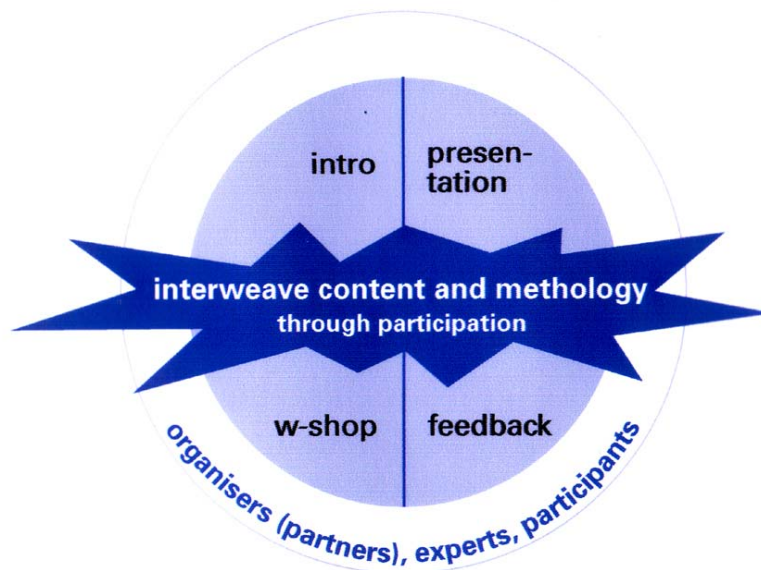 intro
presen-
tation
interweave content and methology
through participation
w-shop
feedback
organisers (partners), experts, participants